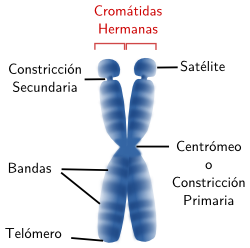 Cromátidas
Hermanas
Constricción
Secundaria
Satélite
Centrómeo
o
Constricción
Primaria
Bandas
Telómero